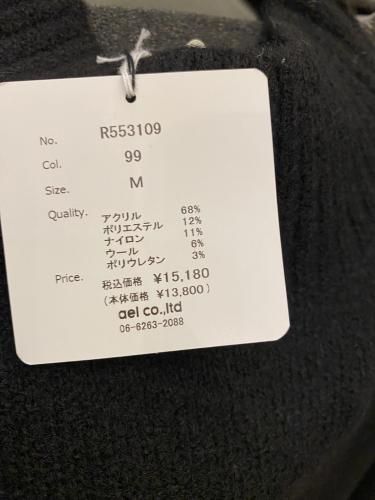 No. R553109
Col. 99
Size. M
Quality. アクリル 68%
ポリエステル 12%
ナイロン 11%
ウール 6%
ポリウレタン 3%
Price. 税込価格 ¥15,180
(本体価格 ¥13,800)
ael co.,ltd
06-6263-2088